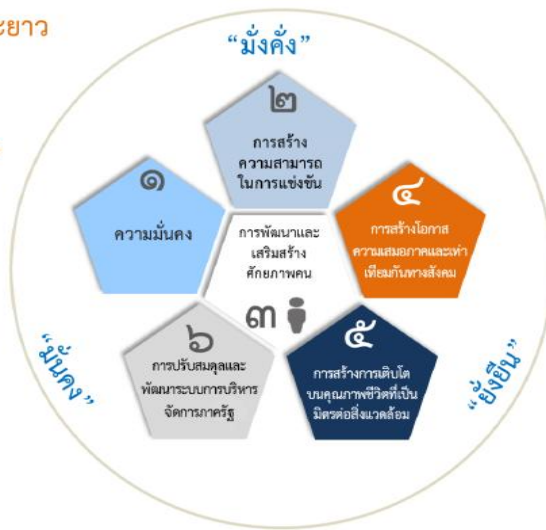 “มั่งคั่ง”
๒
การสร้าง
ความสามารถ
ในการแข่งขัน
๑
ความมั่นคง
การพัฒนาและ
เสริมสร้าง
ศักยภาพคน
๓
๔
การสร้างโอกาส
ความเสมอภาคและเท่า
เทียมกันทางสังคม
๖
การปรับสมดุลและ
พัฒนาระบบการบริหาร
จัดการภาครัฐ
๕
การสร้างการเติบโต
บนคุณภาพชีวิตที่เป็น
มิตรต่อสิ่งแวดล้อม
“มั่นคง”
“ยั่งยืน”